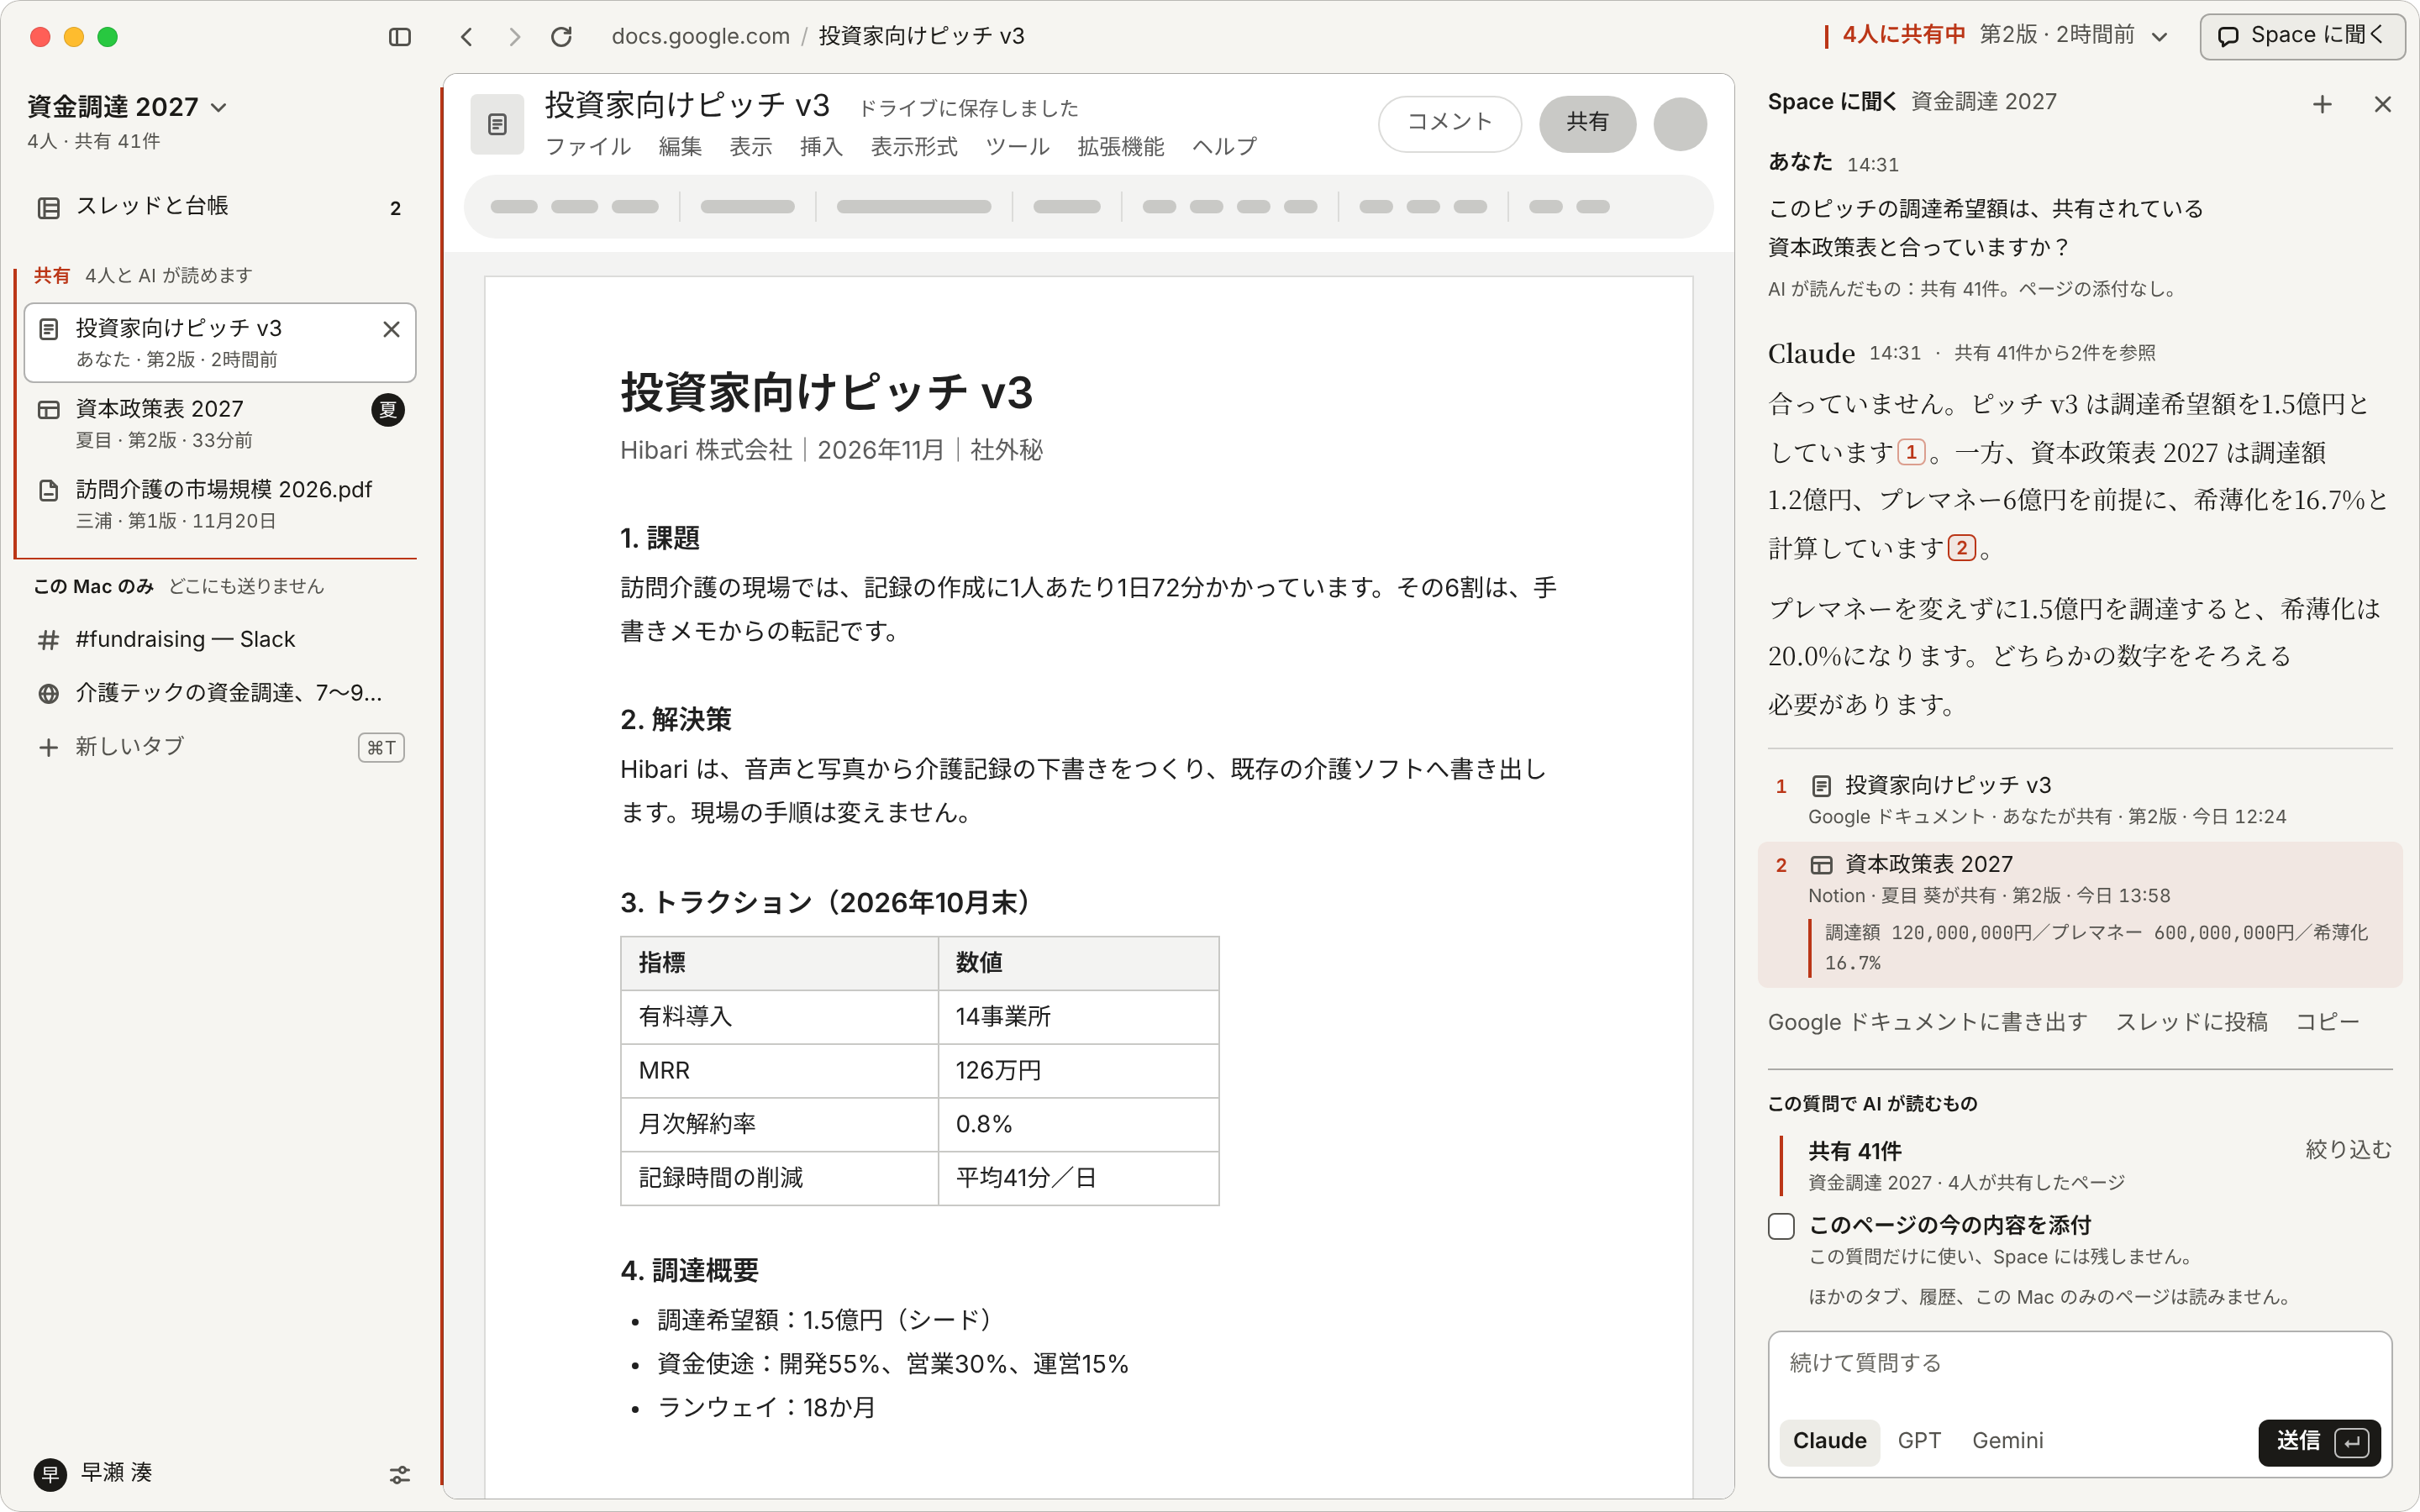 docs.google.com / 投資家向けピッチ v3
4人に共有中 第2版 · 2時間前
Space に聞く
資金調達 2027
4人 · 共有 41件
スレッドと台帳 2
共有 4人と AI が読めます
投資家向けピッチ v3
あなた · 第2版 · 2時間前
資本政策表 2027
夏目 · 第2版 · 33分前
夏
訪問介護の市場規模 2026.pdf
三浦 · 第1版 · 11月20日
この Mac のみ どこにも送りません
#fundraising — Slack
介護テックの資金調達、7〜9...
新しいタブ ⌘T
早 早瀬 湊
投資家向けピッチ v3 ドライブに保存しました
ファイル 編集 表示 挿入 表示形式 ツール 拡張機能 ヘルプ
コメント 共有
投資家向けピッチ v3
Hibari 株式会社｜2026年11月｜社外秘
1. 課題
訪問介護の現場では、記録の作成に1人あたり1日72分かかっています。その6割は、手
書きメモからの転記です。
2. 解決策
Hibari は、音声と写真から介護記録の下書きをつくり、既存の介護ソフトへ書き出し
ます。現場の手順は変えません。
3. トラクション（2026年10月末）
指標 数値
有料導入 14事業所
MRR 126万円
月次解約率 0.8%
記録時間の削減 平均41分／日
4. 調達概要
• 調達希望額：1.5億円（シード）
• 資金使途：開発55%、営業30%、運営15%
• ランウェイ：18か月
Space に聞く 資金調達 2027
あなた 14:31
このピッチの調達希望額は、共有されている
資本政策表と合っていますか？
AI が読んだもの：共有 41件。ページの添付なし。
Claude 14:31 · 共有 41件から2件を参照
合っていません。ピッチ v3 は調達希望額を1.5億円と
しています1。一方、資本政策表 2027 は調達額
1.2億円、プレマネー6億円を前提に、希薄化を16.7%と
計算しています2。
プレマネーを変えずに1.5億円を調達すると、希薄化は
20.0%になります。どちらかの数字をそろえる
必要があります。
1 投資家向けピッチ v3
Google ドキュメント · あなたが共有 · 第2版 · 今日 12:24
2 資本政策表 2027
Notion · 夏目 葵が共有 · 第2版 · 今日 13:58
調達額 120,000,000円／プレマネー 600,000,000円／希薄化
16.7%
Google ドキュメントに書き出す スレッドに投稿 コピー
この質問で AI が読むもの
共有 41件 絞り込む
資金調達 2027 · 4人が共有したページ
このページの今の内容を添付
この質問だけに使い、Space には残しません。
ほかのタブ、履歴、この Mac のみのページは読みません。
続けて質問する
Claude GPT Gemini 送信